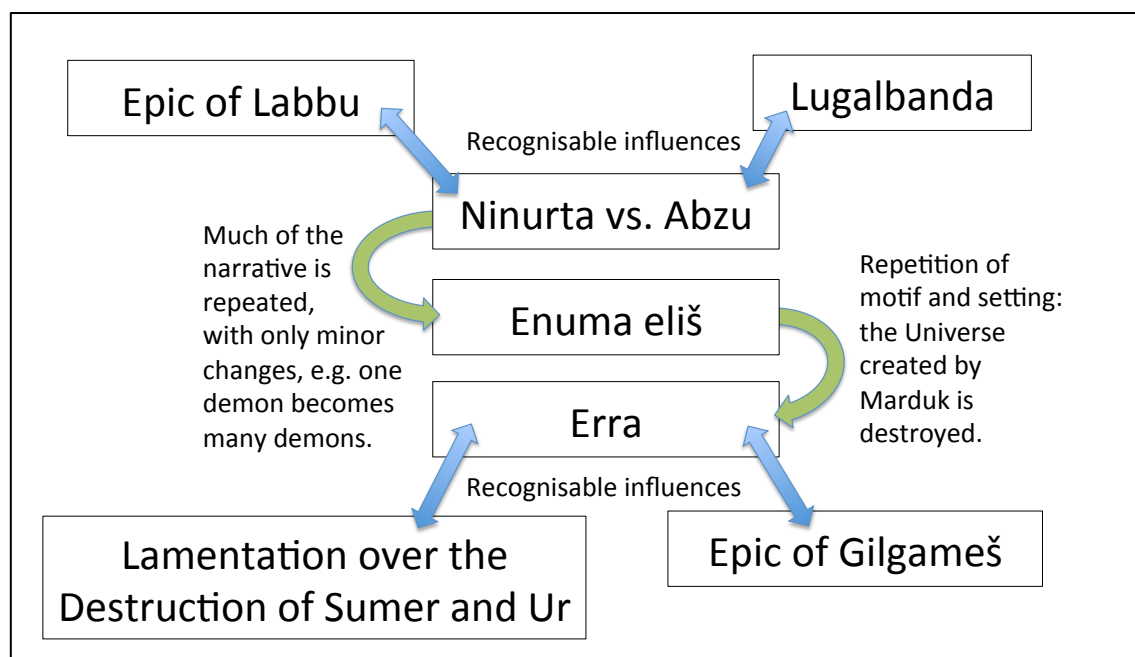 Epic of Labbu
Lugalbanda
Recognisable influences
Ninurta vs. Abzu
Much of the
narrative is
repeated,
with only minor
changes, e.g. one
demon becomes
many demons.
Enuma eliš
Repetition of
motif and setting:
the Universe
created by
Marduk is
destroyed.
Erra
Recognisable influences
Lamentation over the
Destruction of Sumer and Ur
Epic of Gilgameš